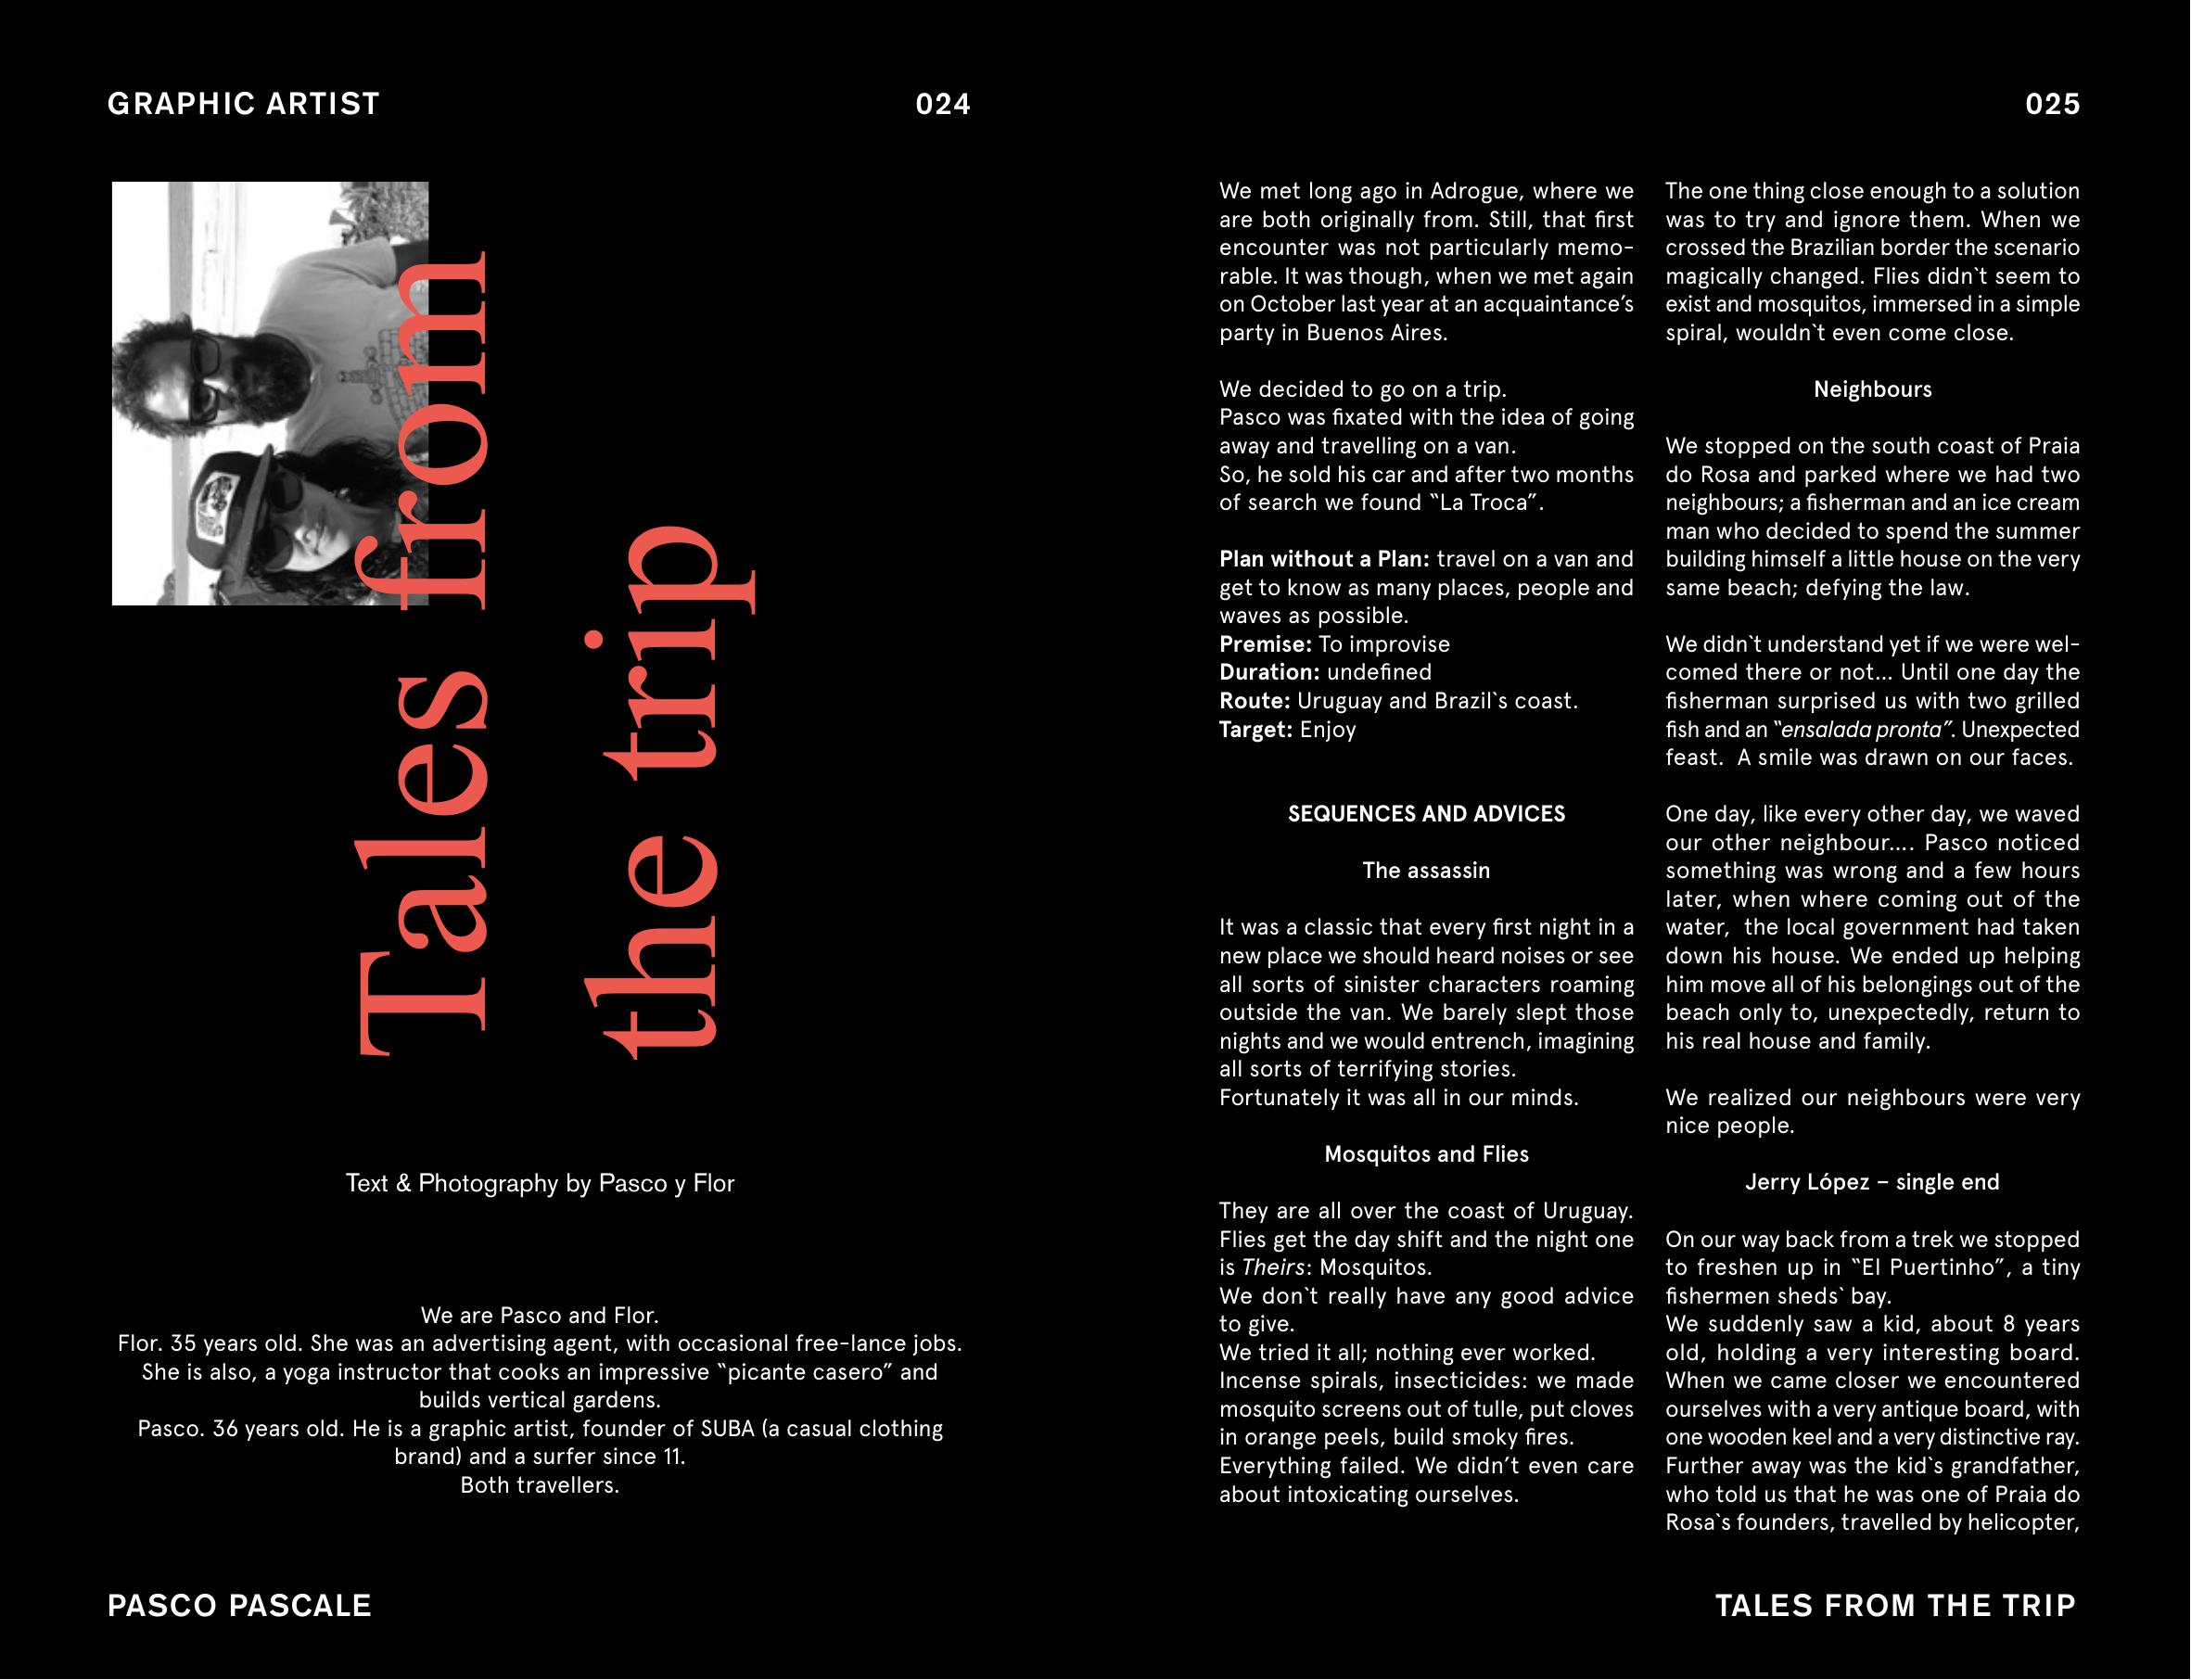 GRAPHIC ARTIST
024
Tales from
the trip
Text & Photography by Pasco y Flor
We are Pasco and Flor.
Flor. 35 years old. She was an advertising agent, with occasional free-lance jobs.
She is also, a yoga instructor that cooks an impressive “picante casero” and
builds vertical gardens.
Pasco. 36 years old. He is a graphic artist, founder of SUBA (a casual clothing
brand) and a surfer since 11.
Both travellers.
PASCO PASCALE
025
We met long ago in Adrogue, where we
are both originally from. Still, that first
encounter was not particularly memo-
rable. It was though, when we met again
on October last year at an acquaintance’s
party in Buenos Aires.
We decided to go on a trip.
Pasco was fixated with the idea of going
away and travelling on a van.
So, he sold his car and after two months
of search we found “La Troca”.
Plan without a Plan: travel on a van and
get to know as many places, people and
waves as possible.
Premise: To improvise
Duration: undefined
Route: Uruguay and Brazil`s coast.
Target: Enjoy
SEQUENCES AND ADVICES
The assassin
It was a classic that every first night in a
new place we should heard noises or see
all sorts of sinister characters roaming
outside the van. We barely slept those
nights and we would entrench, imagining
all sorts of terrifying stories.
Fortunately it was all in our minds.
Mosquitos and Flies
They are all over the coast of Uruguay.
Flies get the day shift and the night one
is Theirs: Mosquitos.
We don`t really have any good advice
to give.
We tried it all; nothing ever worked.
Incense spirals, insecticides: we made
mosquito screens out of tulle, put cloves
in orange peels, build smoky fires.
Everything failed. We didn’t even care
about intoxicating ourselves.
The one thing close enough to a solution
was to try and ignore them. When we
crossed the Brazilian border the scenario
magically changed. Flies didn`t seem to
exist and mosquitos, immersed in a simple
spiral, wouldn`t even come close.
Neighbours
We stopped on the south coast of Praia
do Rosa and parked where we had two
neighbours; a fisherman and an ice cream
man who decided to spend the summer
building himself a little house on the very
same beach; defying the law.
We didn`t understand yet if we were wel-
comed there or not... Until one day the
fisherman surprised us with two grilled
fish and an “ensalada pronta”. Unexpected
feast.  A smile was drawn on our faces.
One day, like every other day, we waved
our other neighbour.... Pasco noticed
something was wrong and a few hours
later, when where coming out of the
water,  the local government had taken
down his house. We ended up helping
him move all of his belongings out of the
beach only to, unexpectedly, return to
his real house and family.
We realized our neighbours were very
nice people.
Jerry López – single end
On our way back from a trek we stopped
to freshen up in “El Puertinho”, a tiny
fishermen sheds` bay.
We suddenly saw a kid, about 8 years
old, holding a very interesting board.
When we came closer we encountered
ourselves with a very antique board, with
one wooden keel and a very distinctive ray.
Further away was the kid`s grandfather,
who told us that he was one of Praia do
Rosa`s founders, travelled by helicopter,
TALES FROM THE TRIP